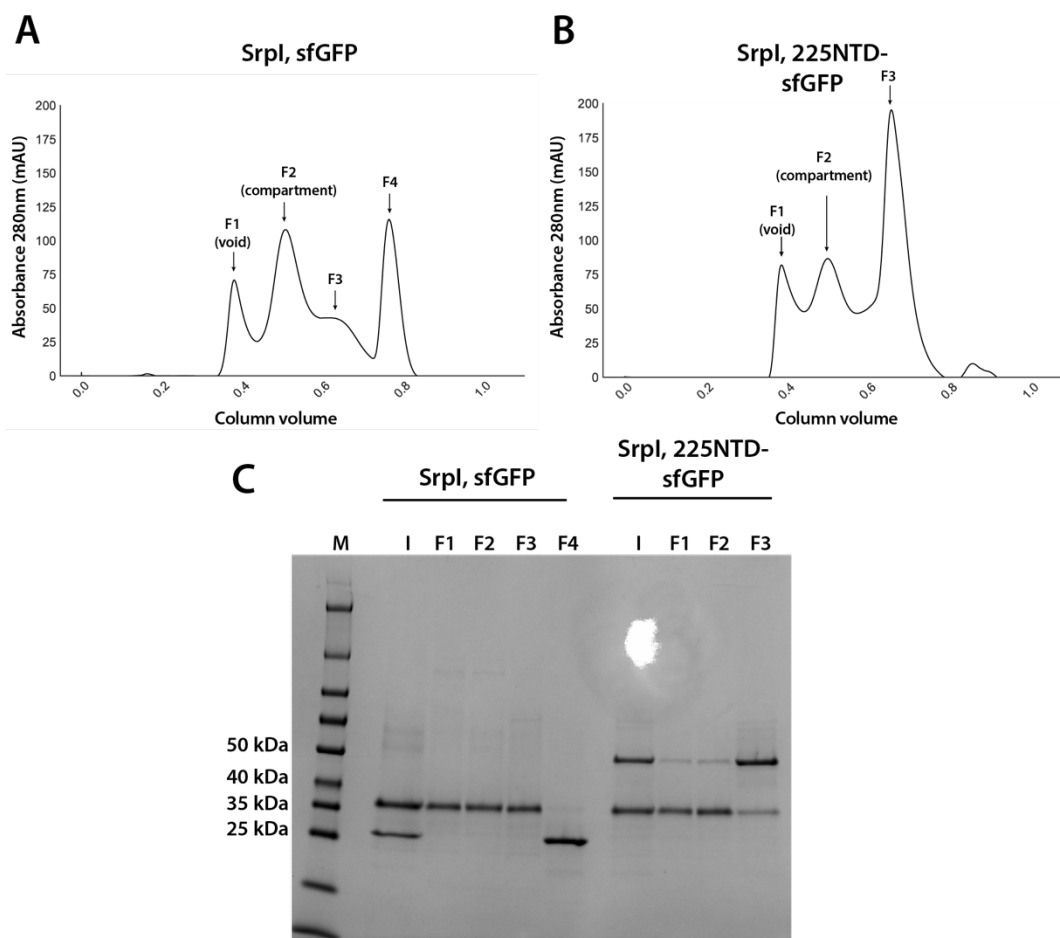 A
SrpI, sfGFP
Absorbance 280nm (mAU)
200
175
150
125
100
75
50
25
0
F1
(void)
F2
(compartment)
F3
F4
0.0
0.2
0.4
0.6
0.8
1.0
Column volume
B
SrpI, 225NTD-
sfGFP
Absorbance 280nm (mAU)
200
175
150
125
100
75
50
25
0
F1
(void)
F2
(compartment)
F3
0.0
0.2
0.4
0.6
0.8
1.0
Column volume
C
SrpI, sfGFP
SrpI, 225NTD-
sfGFP
M I F1 F2 F3 F4 I F1 F2 F3
50 kDa
40 kDa
35 kDa
25 kDa